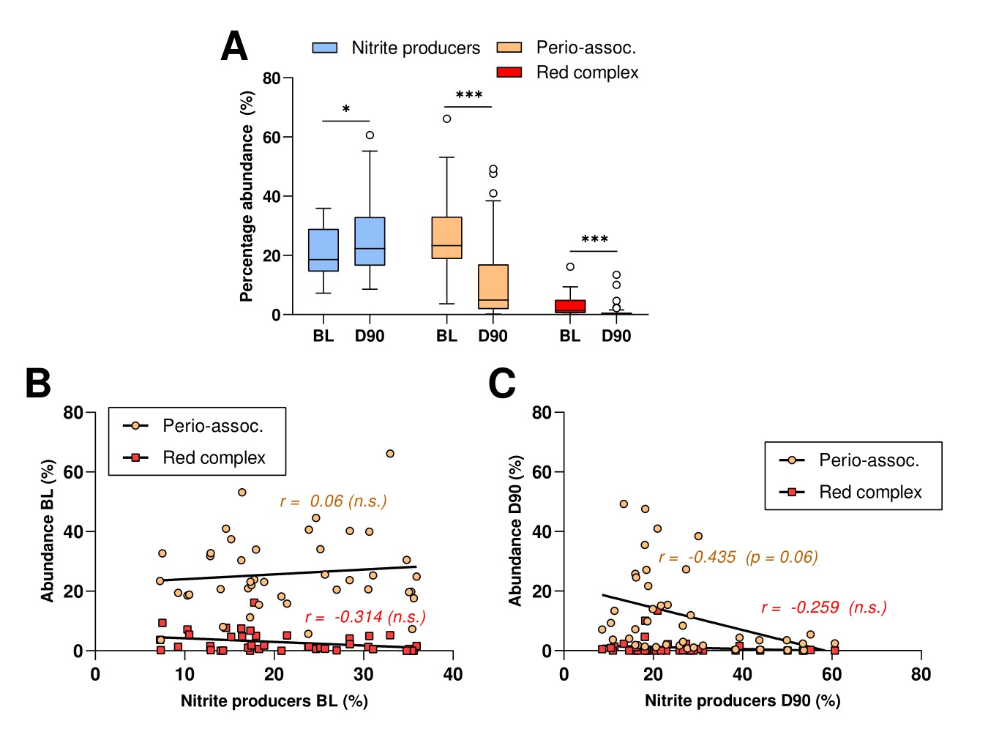 A
Nitrite producers
Perio-assoc.
Red complex
Percentage abundance (%)
80
60
40
20
0
*
***
***
BL
D90
BL
D90
BL
D90
B
Abundance BL (%)
80
60
40
20
0
Perio-assoc.
Red complex
r = 0.06 (n.s.)
r = -0.314 (n.s.)
0
10
20
30
40
Nitrite producers BL (%)
C
Abundance D90 (%)
80
60
40
20
0
Perio-assoc.
Red complex
r = -0.435 (p = 0.06)
r = -0.259 (n.s.)
0
20
40
60
80
Nitrite producers D90 (%)